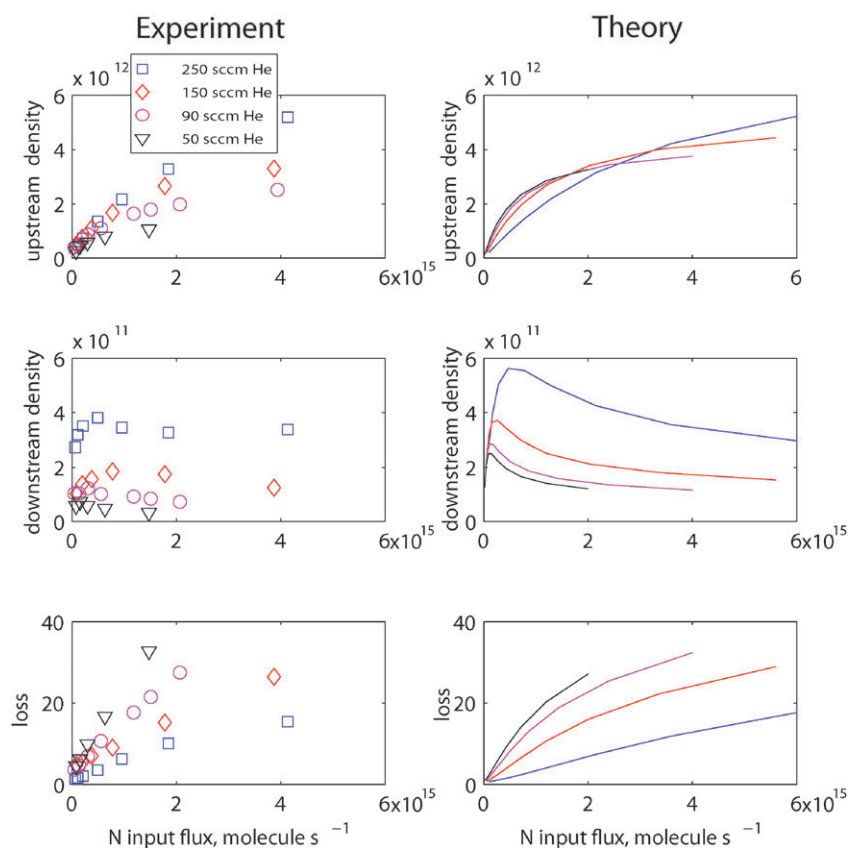 Experiment
Theory
x 10 12
250 sccm He
150 sccm He
90 sccm He
50 sccm He
6
4
2
0
upstream density
0
2
4
6x10 15
x 10 12
6
4
2
0
upstream density
0
2
4
6
x 10 11
6
4
2
0
downstream density
0
2
4
6x10 15
x 10 11
6
4
2
0
downstream density
0
2
4
6x10 15
40
20
0
loss
0
2
4
6x10 15
N input flux, molecule s −1
40
20
0
loss
0
2
4
6x10 15
N input flux, molecule s −1